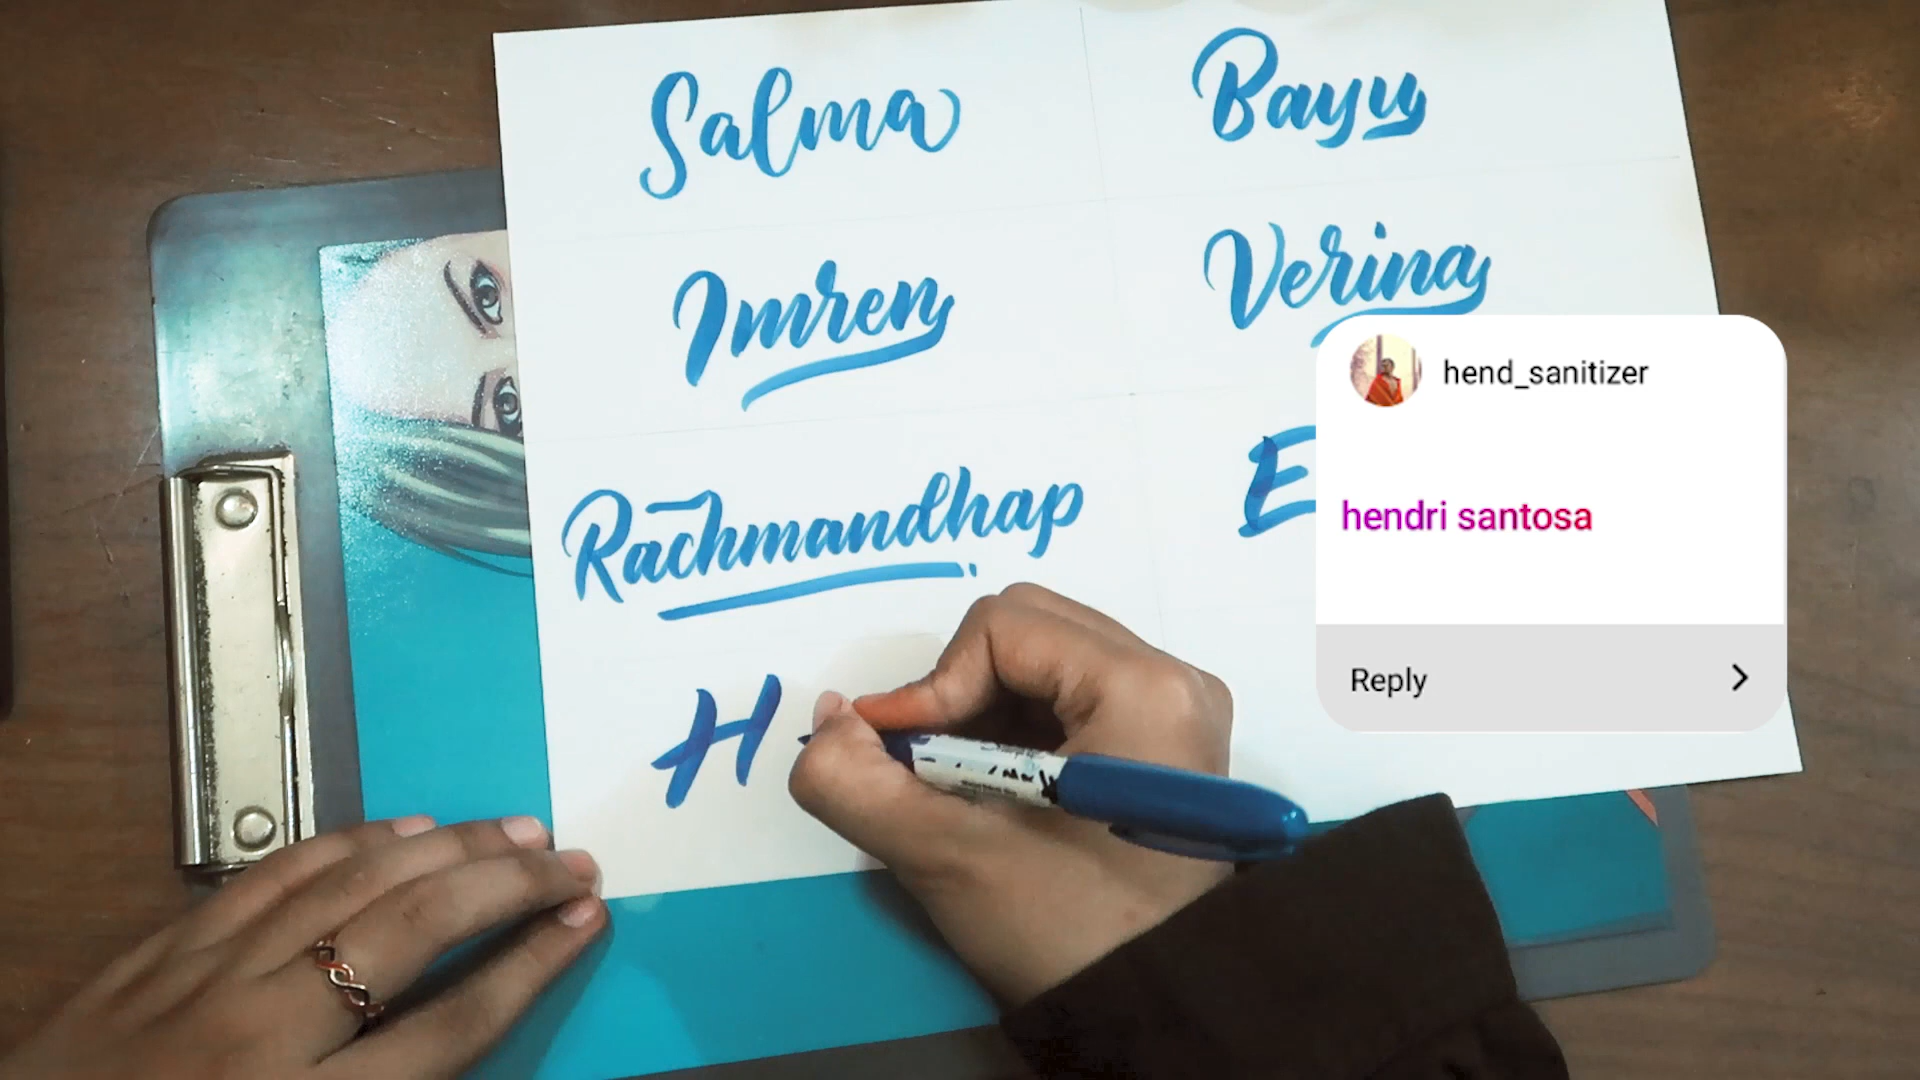 Salma
Bayu
Imren
Verina
Rachmandhap
E
H
hend_sanitizer
hendri santosa
Reply